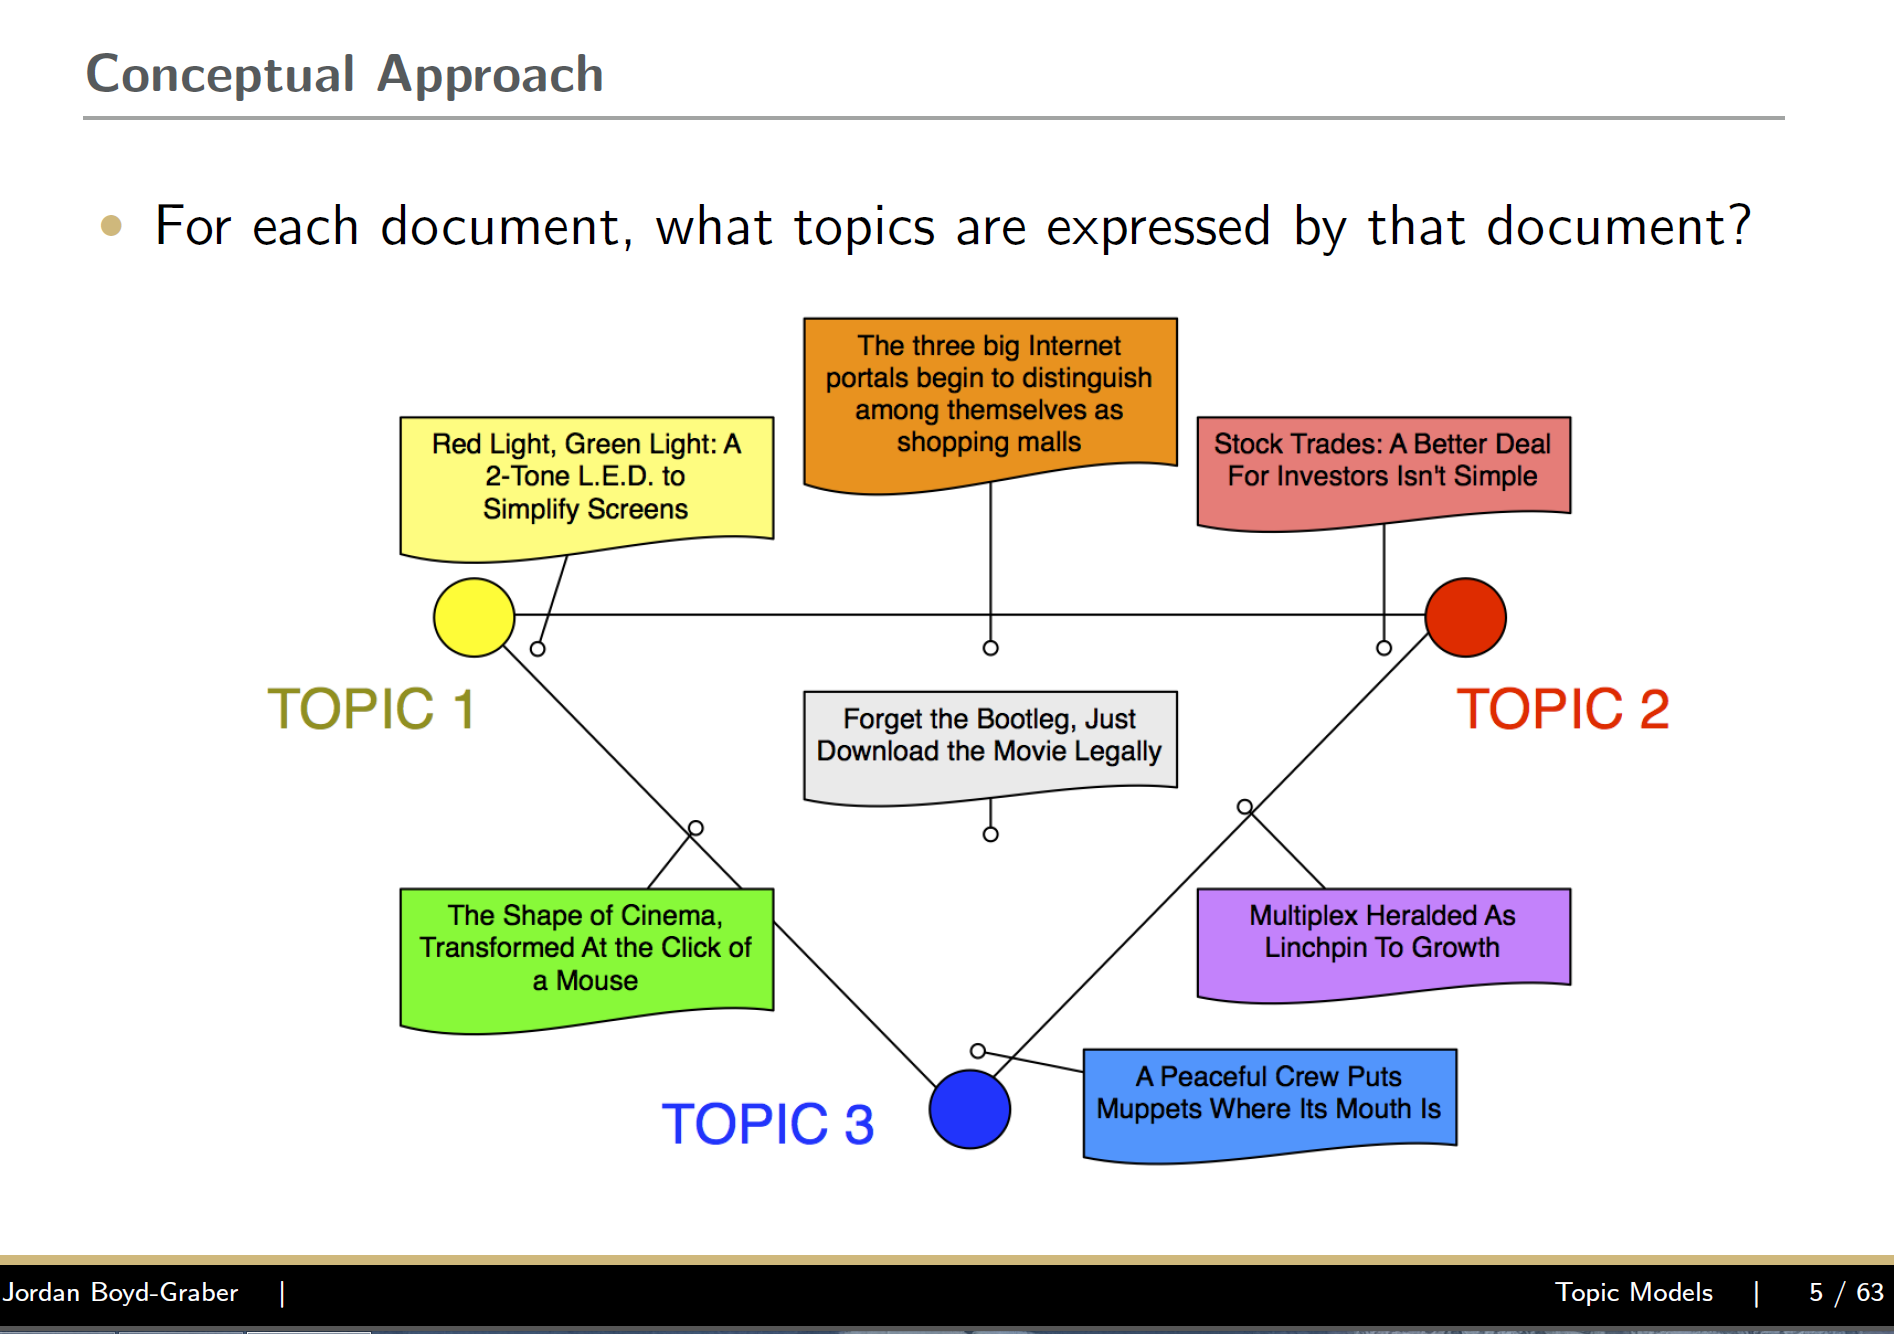 Conceptual Approach
For each document, what topics are expressed by that document?
The three big Internet
portals begin to distinguish
among themselves as
shopping malls
Red Light, Green Light: A
2-Tone L.E.D. to
Simplify Screens
Stock Trades: A Better Deal
For Investors Isn't Simple
TOPIC 1
TOPIC 2
Forget the Bootleg, Just
Download the Movie Legally
The Shape of Cinema,
Transformed At the Click of
a Mouse
Multiplex Heralded As
Linchpin To Growth
TOPIC 3
A Peaceful Crew Puts
Muppets Where Its Mouth Is
Jordan Boyd-Graber |
Topic Models | 5 / 63